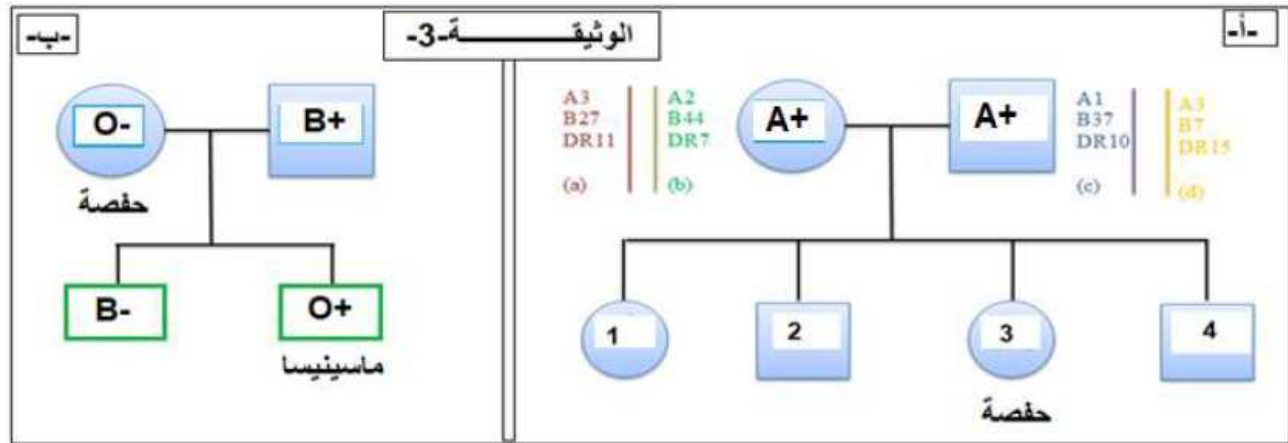 -أ-
الوثيقـــــــــــة-3-
-ب-
A3
B27
DR11
(a)
A2
B44
DR7
(b)
A+
A+
A1
B37
DR10
(c)
A3
B7
DR15
(d)
1
2
3
4
حفصة
O-
B+
حفصة
B-
O+
ماسينيسا